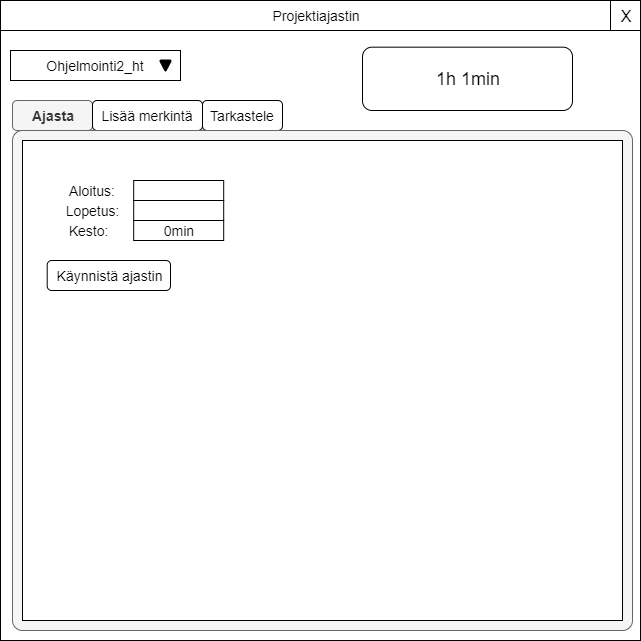 Projektiajastin
X
Ohjelmointi2_ht
1h 1min
Ajasta
Lisää merkintä
Tarkastele
Aloitus:
Lopetus:
Kesto:
0min
Käynnistä ajastin